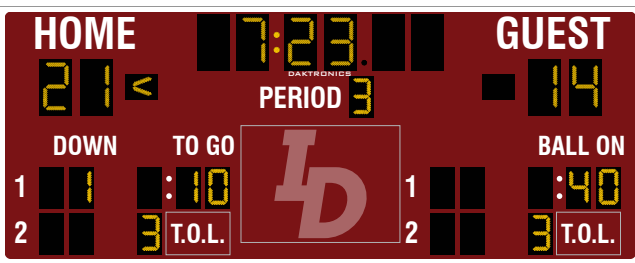 HOME 7:23. GUEST
21 < DAKTRONICS 14
PERIOD 3
DOWN TO GO BALL ON
1 1 :10 LD 1 :40
2 3 T.O.L. 2 3 T.O.L.